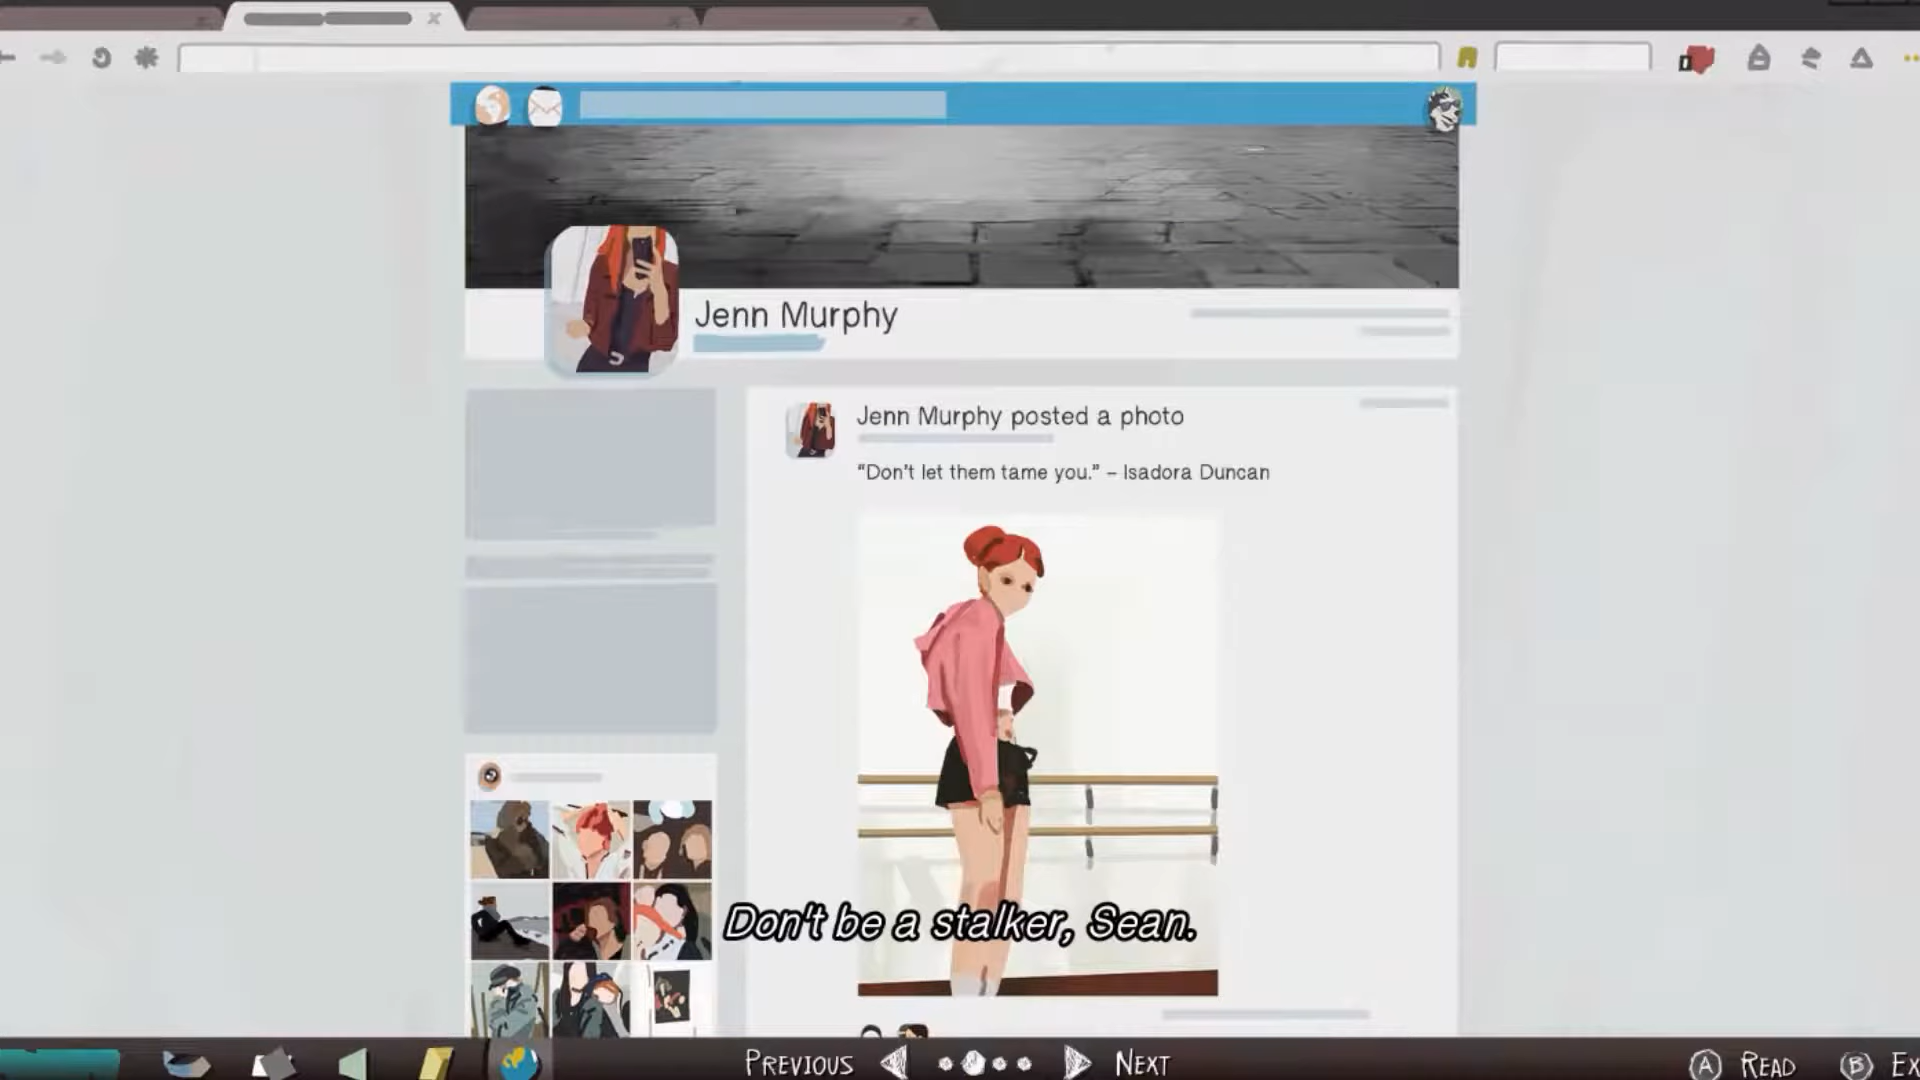 Jenn Murphy
Jenn Murphy posted a photo
“Don't let them tame you.” – Isadora Duncan
Don't be a stalker, Sean.
PREVIOUS NEXT
A READ B EX